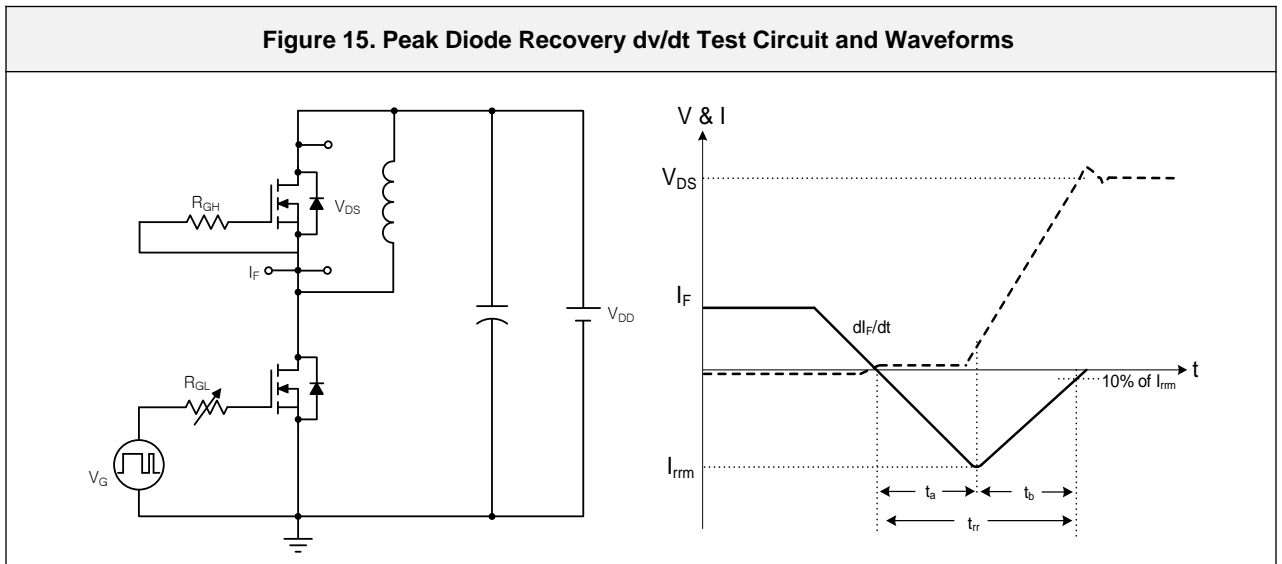 Figure 15. Peak Diode Recovery dv/dt Test Circuit and Waveforms
RGH
VDS
IF
VDD
RGL
VG
V & I
VDS
IF
dIF/dt
t
10% of Irrm
Irrm
ta
tb
trr